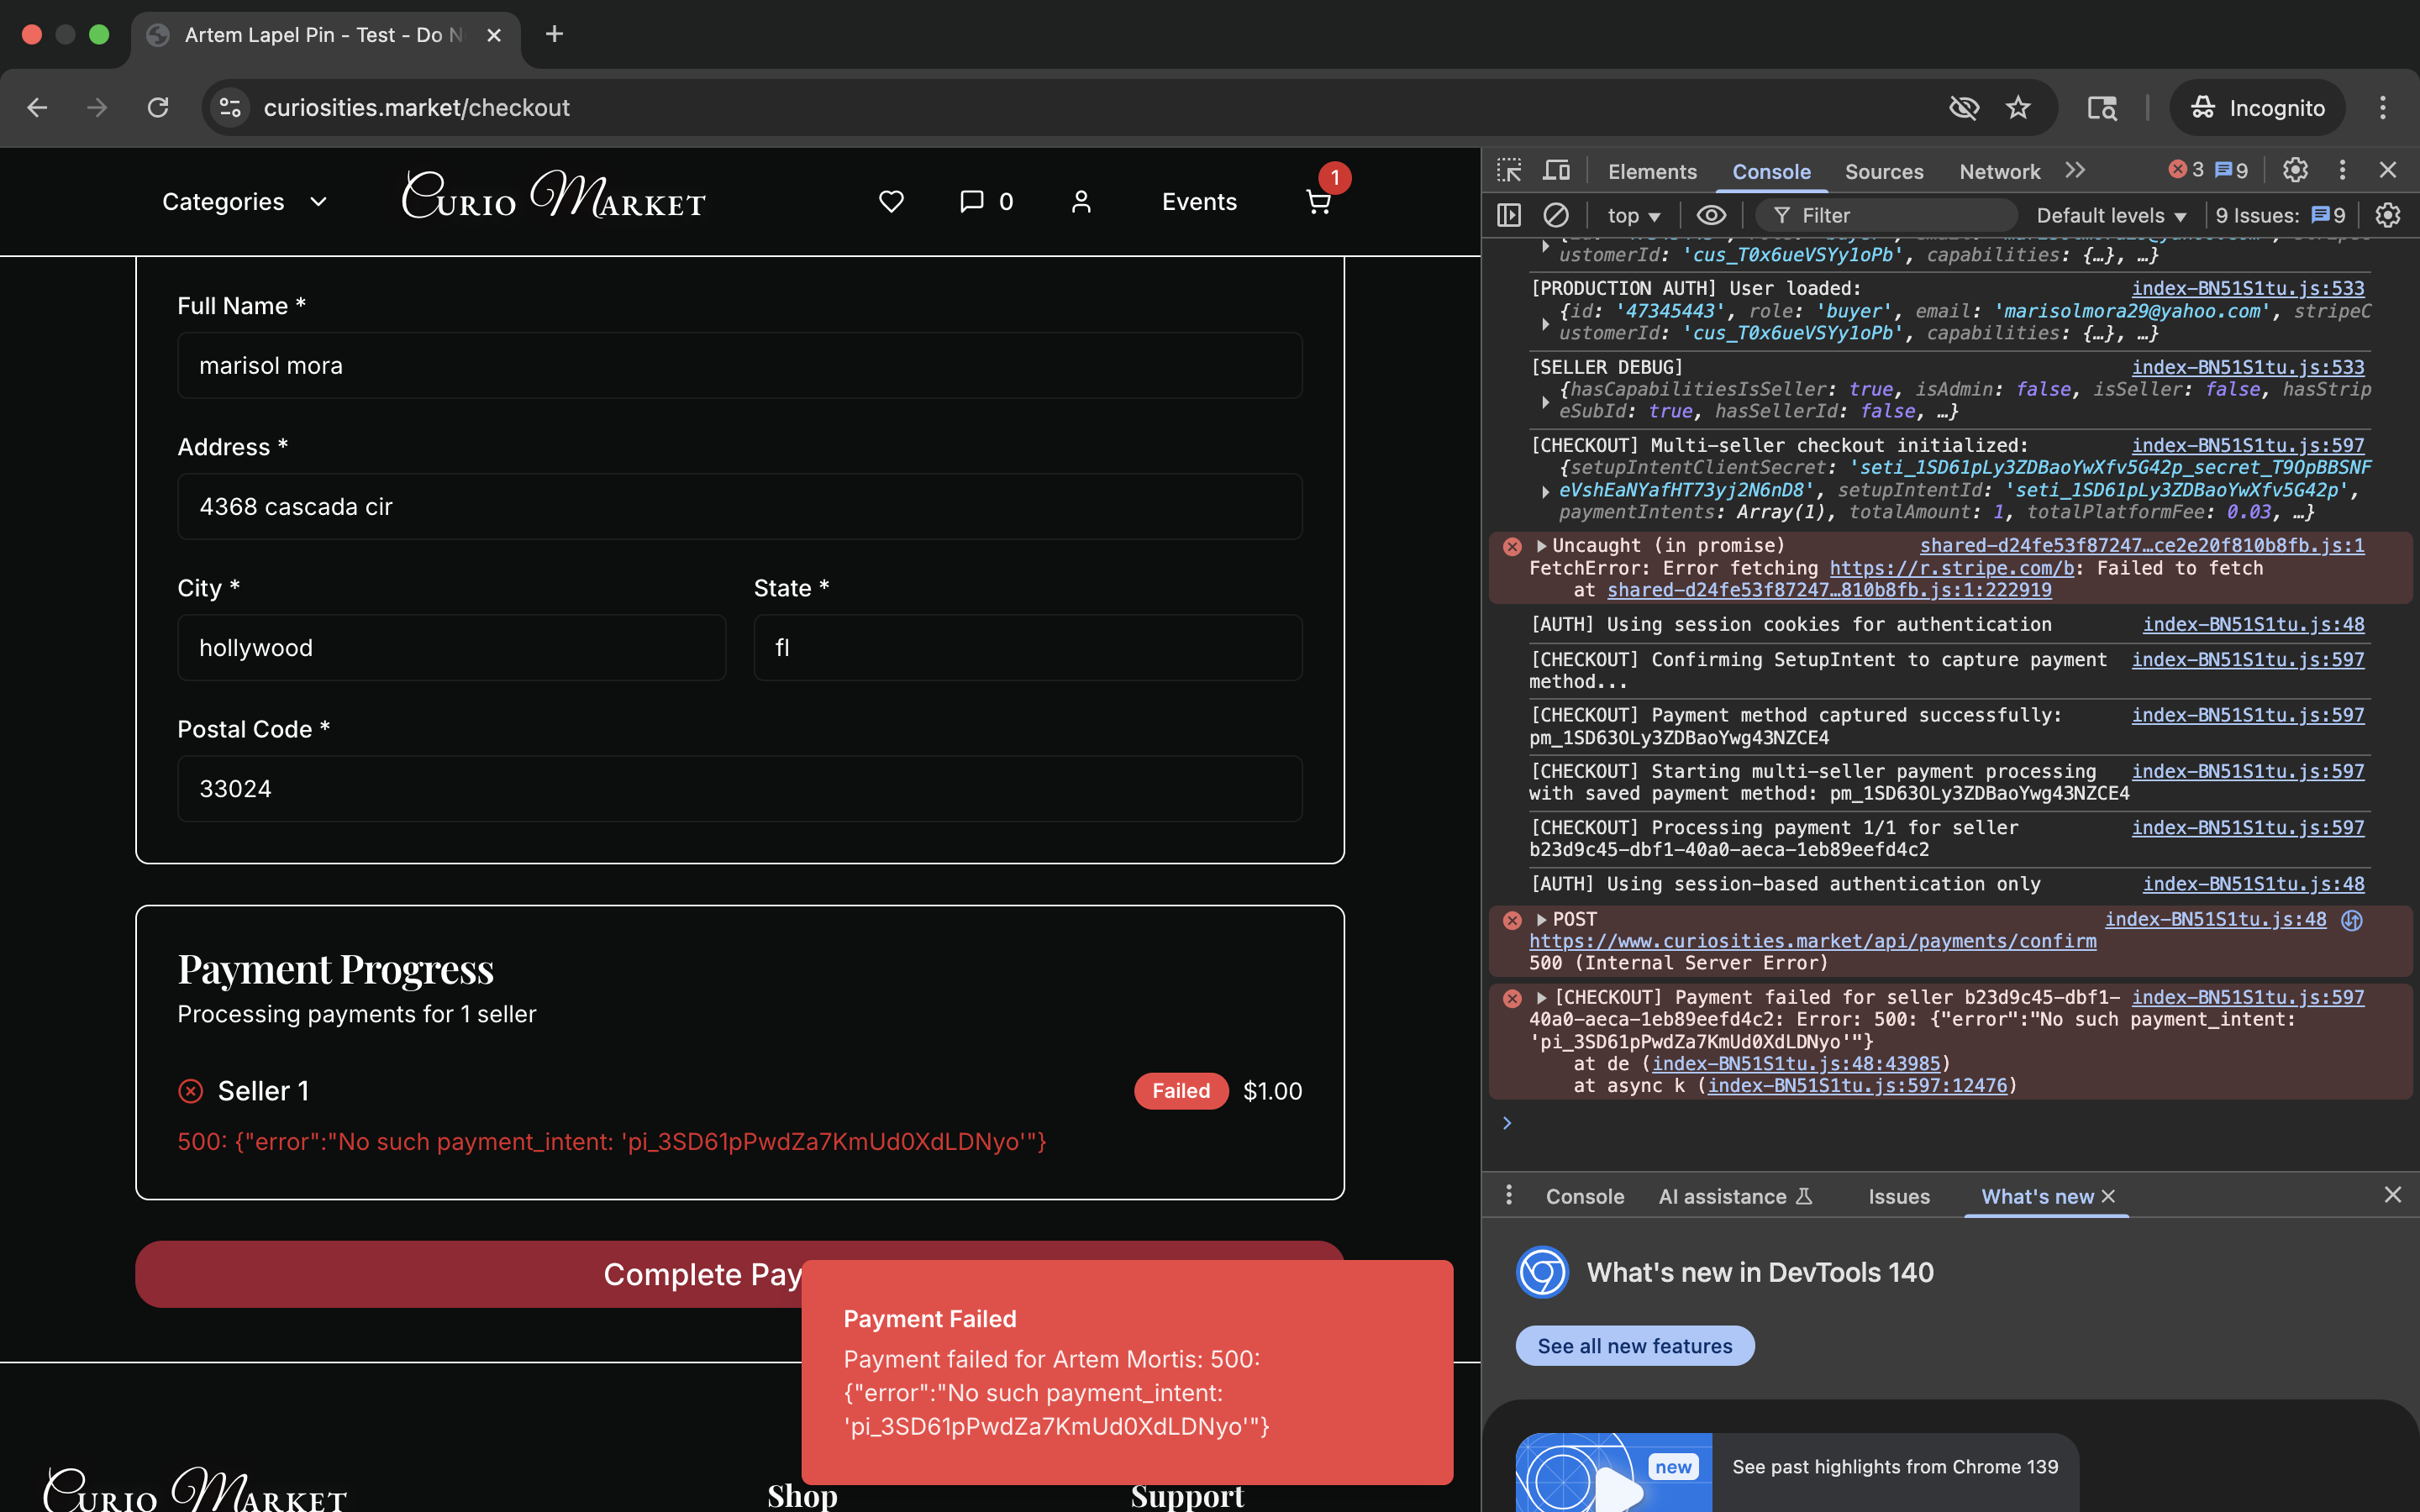 Artem Lapel Pin - Test - Do N
curiosities.market/checkout
Incognito
Categories
Curio Market
0
Events
1
Full Name *
marisol mora
Address *
4368 cascada cir
City *
State *
hollywood
fl
Postal Code *
33024
Payment Progress
Processing payments for 1 seller
Seller 1
Failed
$1.00
500: {"error":"No such payment_intent: 'pi_3SD61pPwdZa7KmUd0XdLDNyo'"}
Complete Pay
Payment Failed
Payment failed for Artem Mortis: 500:
{"error":"No such payment_intent:
'pi_3SD61pPwdZa7KmUd0XdLDNyo'"}
Curio Market
Shop
Support
Elements
Console
Sources
Network
3
9
top
Filter
Default levels
9 Issues:
9
ustomerId: 'cus_T0x6ueVSYy1oPb', capabilities: {…}, …}
[PRODUCTION AUTH] User loaded: index-BN51S1tu.js:533
{id: '47345443', role: 'buyer', email: 'marisolmora29@yahoo.com', stripeC
ustomerId: 'cus_T0x6ueVSYy1oPb', capabilities: {…}, …}
[SELLER DEBUG] index-BN51S1tu.js:533
{hasCapabilitiesIsSeller: true, isAdmin: false, isSeller: false, hasStrip
eSubId: true, hasSellerId: false, …}
[CHECKOUT] Multi-seller checkout initialized: index-BN51S1tu.js:597
{setupIntentClientSecret: 'seti_1SD61pLy3ZDBaoYwXfv5G42p_secret_T9OpBBSNF
eVshEaNYafHT73yj2N6nD8', setupIntentId: 'seti_1SD61pLy3ZDBaoYwXfv5G42p',
paymentIntents: Array(1), totalAmount: 1, totalPlatformFee: 0.03, …}
Uncaught (in promise) shared-d24fe53f87247…ce2e20f810b8fb.js:1
FetchError: Error fetching https://r.stripe.com/b: Failed to fetch
at shared-d24fe53f87247…810b8fb.js:1:222919
[AUTH] Using session cookies for authentication index-BN51S1tu.js:48
[CHECKOUT] Confirming SetupIntent to capture payment index-BN51S1tu.js:597
method...
[CHECKOUT] Payment method captured successfully: index-BN51S1tu.js:597
pm_1SD63OLy3ZDBaoYwg43NZCE4
[CHECKOUT] Starting multi-seller payment processing index-BN51S1tu.js:597
with saved payment method: pm_1SD63OLy3ZDBaoYwg43NZCE4
[CHECKOUT] Processing payment 1/1 for seller index-BN51S1tu.js:597
b23d9c45-dbf1-40a0-aeca-1eb89eefd4c2
[AUTH] Using session-based authentication only index-BN51S1tu.js:48
POST index-BN51S1tu.js:48
https://www.curiosities.market/api/payments/confirm
500 (Internal Server Error)
[CHECKOUT] Payment failed for seller b23d9c45-dbf1- index-BN51S1tu.js:597
40a0-aeca-1eb89eefd4c2: Error: 500: {"error":"No such payment_intent:
'pi_3SD61pPwdZa7KmUd0XdLDNyo'"}
at de (index-BN51S1tu.js:48:43985)
at async k (index-BN51S1tu.js:597:12476)
Console
AI assistance
Issues
What's new
What's new in DevTools 140
See all new features
new
See past highlights from Chrome 139